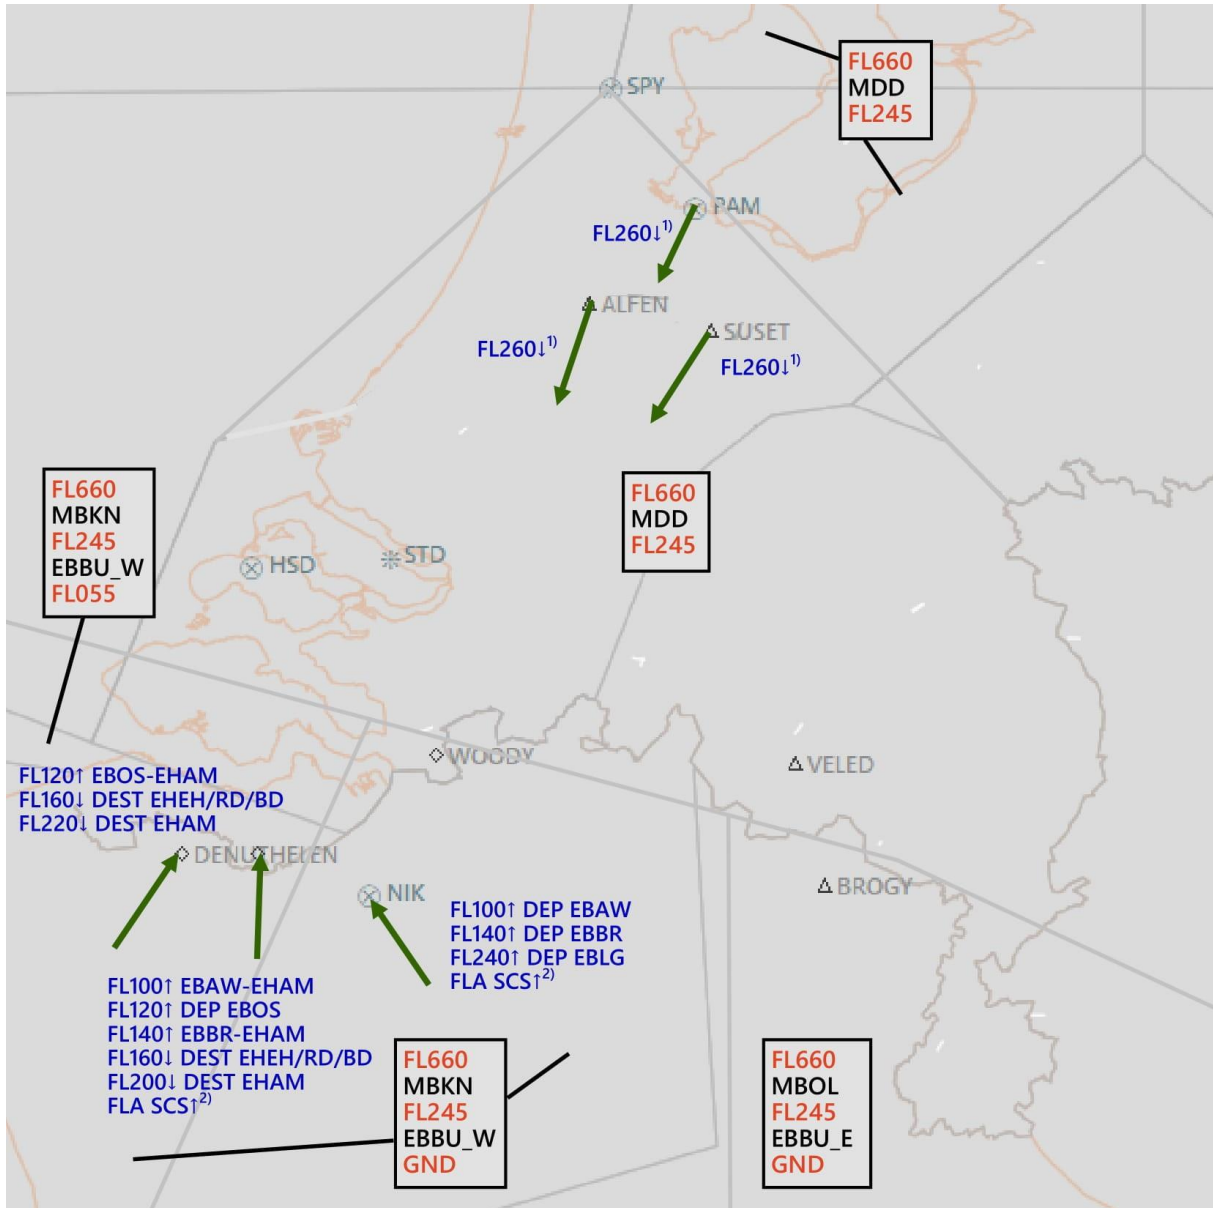 FL660
MDD
FL245
SPY
PAM
FL260↓1)
ALFEN
SUSET
FL260↓1)
FL260↓1)
FL660
MBKN
FL245
EBBU_W
FL055
FL660
MDD
FL245
HSD
STD
WOODY
VELED
FL120↑ EBOS-EHAM
FL160↓ DEST EHEH/RD/BD
FL220↓ DEST EHAM
DENUT
HELEN
BROGY
NIK
FL100↑ DEP EBAW
FL140↑ DEP EBBR
FL240↑ DEP EBLG
FLA SCS↑2)
FL100↑ EBAW-EHAM
FL120↑ DEP EBOS
FL140↑ EBBR-EHAM
FL160↓ DEST EHEH/RD/BD
FL200↓ DEST EHAM
FLA SCS↑2)
FL660
MBKN
FL245
EBBU_W
GND
FL660
MBOL
FL245
EBBU_E
GND